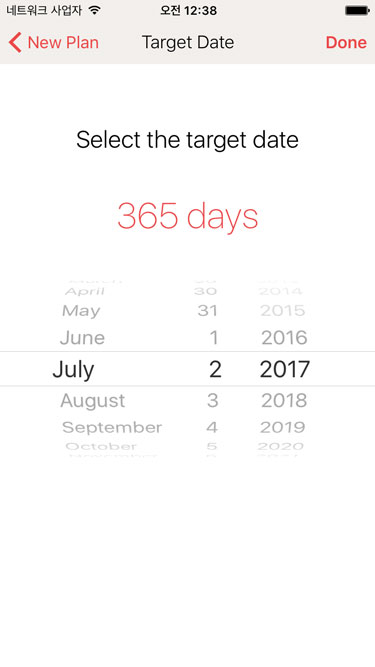 네트워크 사업자 오전 12:38
New Plan Target Date Done
Select the target date
365 days
April 30 2014
May 31 2015
June 1 2016
July 2 2017
August 3 2018
September 4 2019
October 5 2020